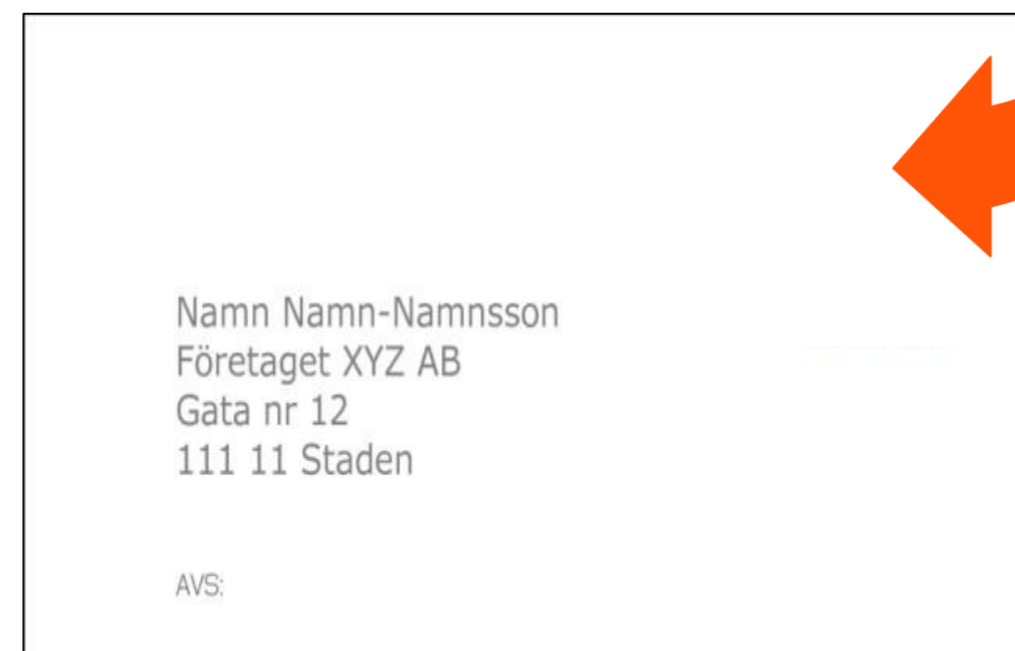 Namn Namn-Namnsson
Företaget XYZ AB
Gata nr 12
111 11 Staden
AVS: